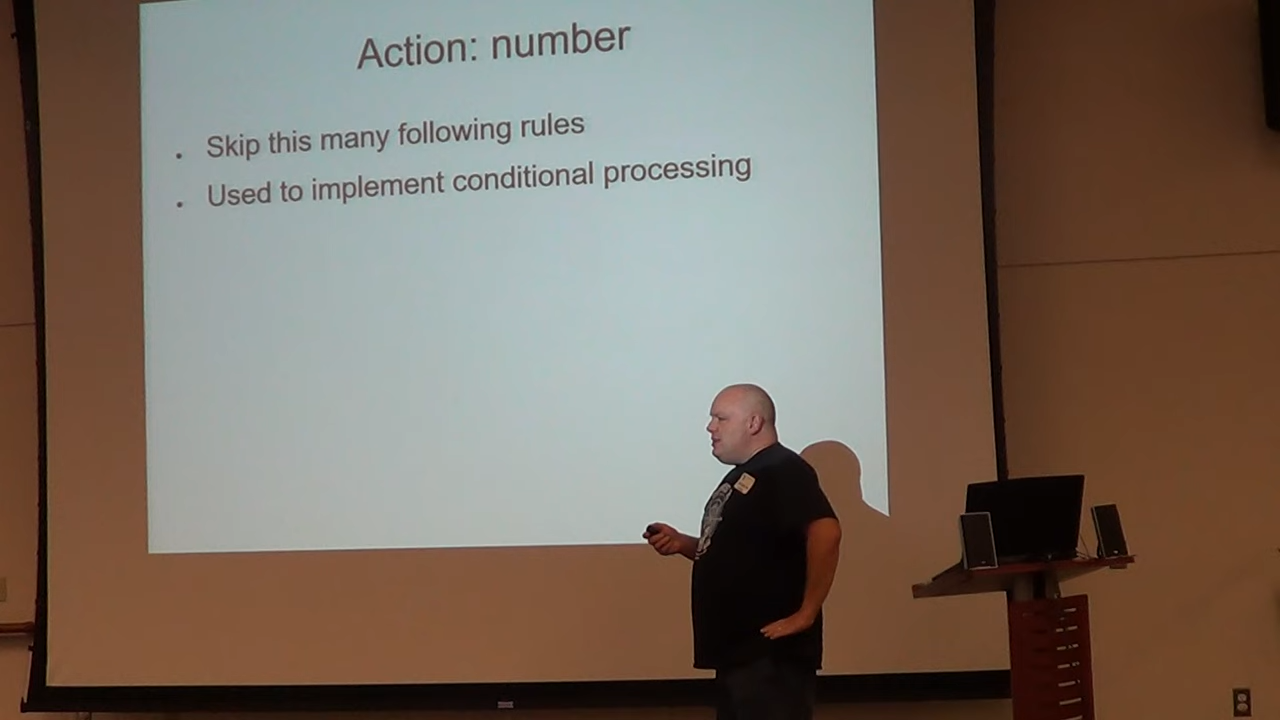 Action: number
. Skip this many following rules
. Used to implement conditional processing